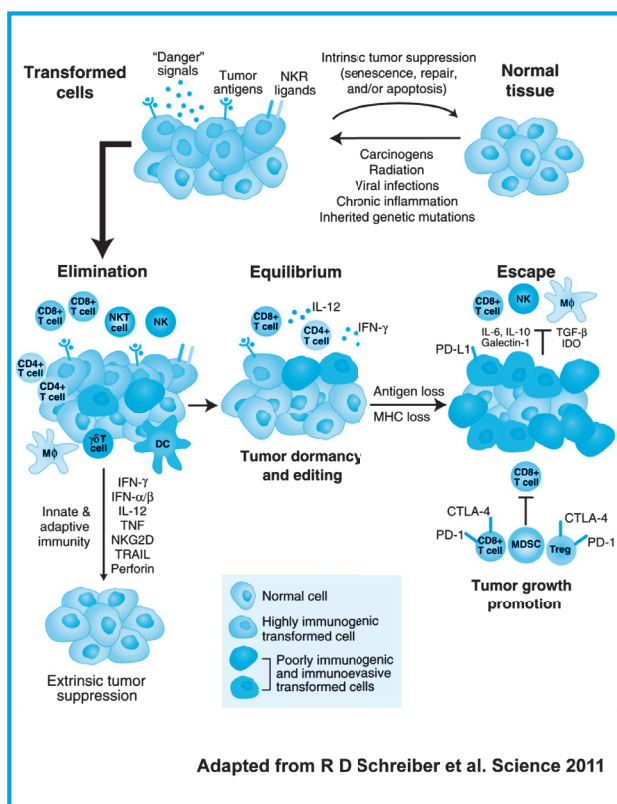 Transformed
cells
“Danger”
signals
Tumor
antigens
NKR
ligands
Intrinsic tumor suppression
(senescence, repair,
and/or apoptosis)
Normal
tissue
Carcinogens
Radiation
Viral infections
Chronic inflammation
Inherited genetic mutations
Elimination
CD8+
T cell
CD8+
T cell
NKT
cell
NK
CD4+
T cell
CD4+
T cell
Mϕ
γδT
cell
DC
Innate &
adaptive
immunity
IFN-γ
IFN-α/β
IL-12
TNF
NKG2D
TRAIL
Perforin
Extrinsic tumor
suppression
Equilibrium
CD8+
T cell
IL-12
CD4+
T cell
IFN-γ
Tumor dormancy
and editing
Antigen loss
MHC loss
Escape
CD8+
T cell
NK
Mϕ
IL-6, IL-10
Galectin-1
TGF-β
IDO
PD-L1
CD8+
T cell
CTLA-4
PD-1
CD8+
T cell
MDSC
Treg
CTLA-4
PD-1
Tumor growth
promotion
Normal cell
Highly immunogenic
transformed cell
Poorly immunogenic
and immunoevasive
transformed cells
Adapted from R D Schreiber et al. Science 2011